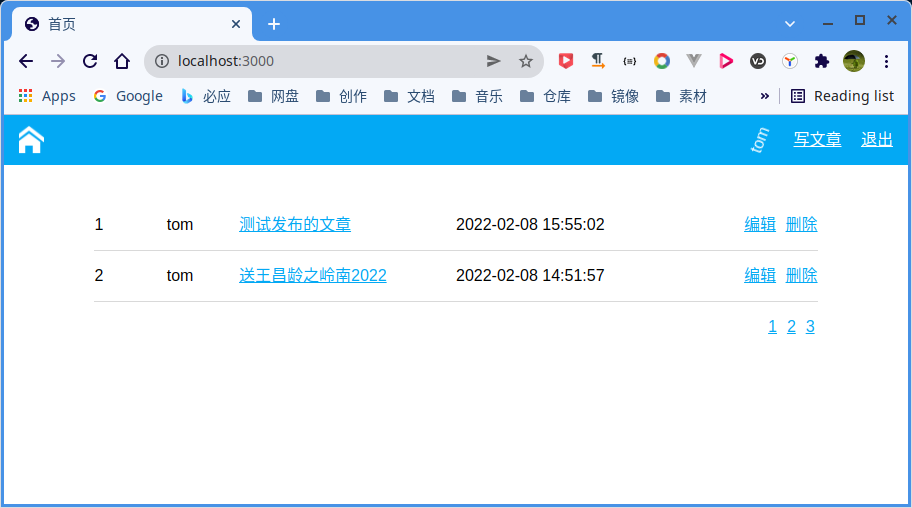 首页
localhost:3000
Apps Google 必应 网盘 创作 文档 音乐 仓库 镜像 素材 » Reading list
tom 写文章 退出
1 tom 测试发布的文章 2022-02-08 15:55:02 编辑 删除
2 tom 送王昌龄之岭南2022 2022-02-08 14:51:57 编辑 删除
1 2 3